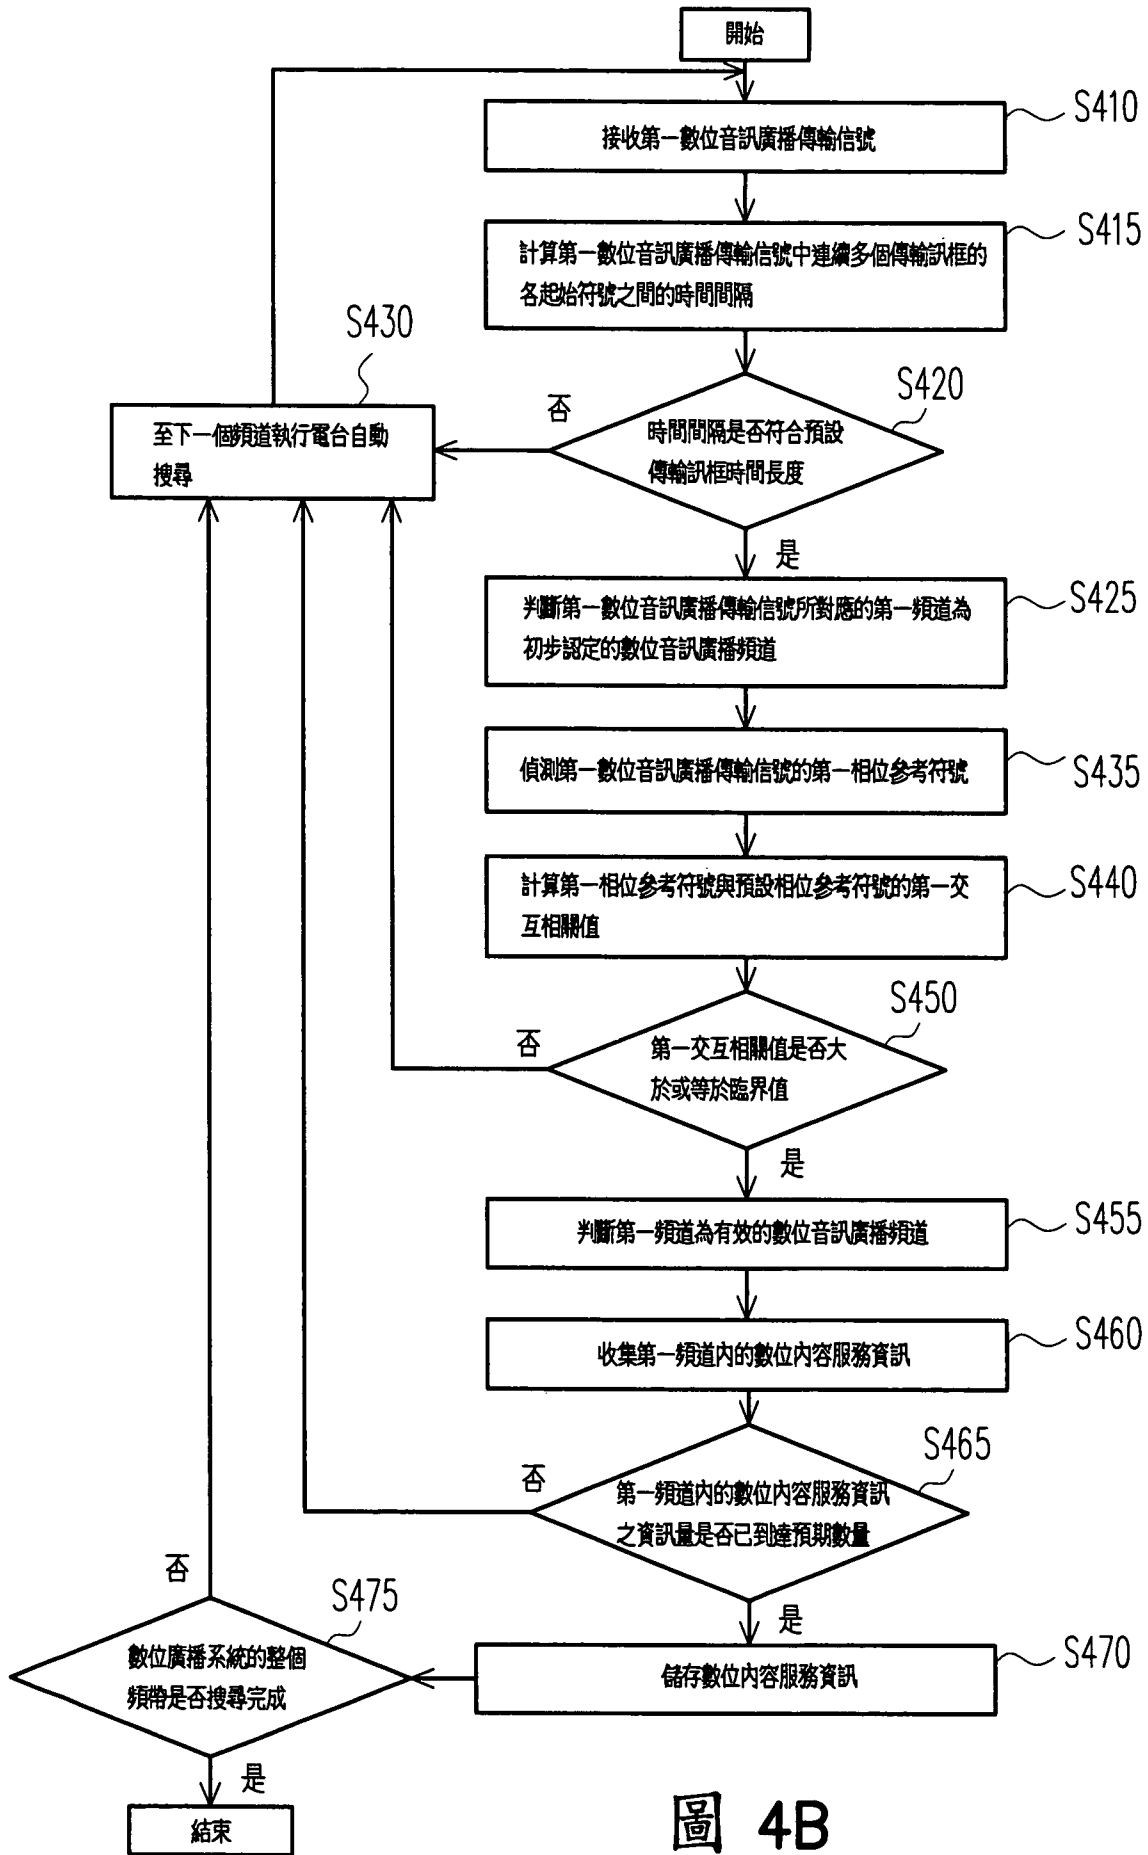 開始
S410
接收第一數位音訊廣播傳輸信號
S415
計算第一數位音訊廣播傳輸信號中連續多個傳輸訊框的
各起始符號之間的時間間隔
S430
至下一個頻道執行電台自動
搜尋
否
S420
時間間隔是否符合預設
傳輸訊框時間長度
是
S425
判斷第一數位音訊廣播傳輸信號所對應的第一頻道為
初步認定的數位音訊廣播頻道
S435
偵測第一數位音訊廣播傳輸信號的第一相位參考符號
S440
計算第一相位參考符號與預設相位參考符號的第一交
互相關值
S450
否
第一交互相關值是否大
於或等於臨界值
是
S455
判斷第一頻道為有效的數位音訊廣播頻道
S460
收集第一頻道內的數位內容服務資訊
S465
否
第一頻道內的數位內容服務資訊
之資訊量是否已到達預期數量
是
S470
儲存數位內容服務資訊
否
S475
數位廣播系統的整個
頻帶是否搜尋完成
是
結束
圖 4B